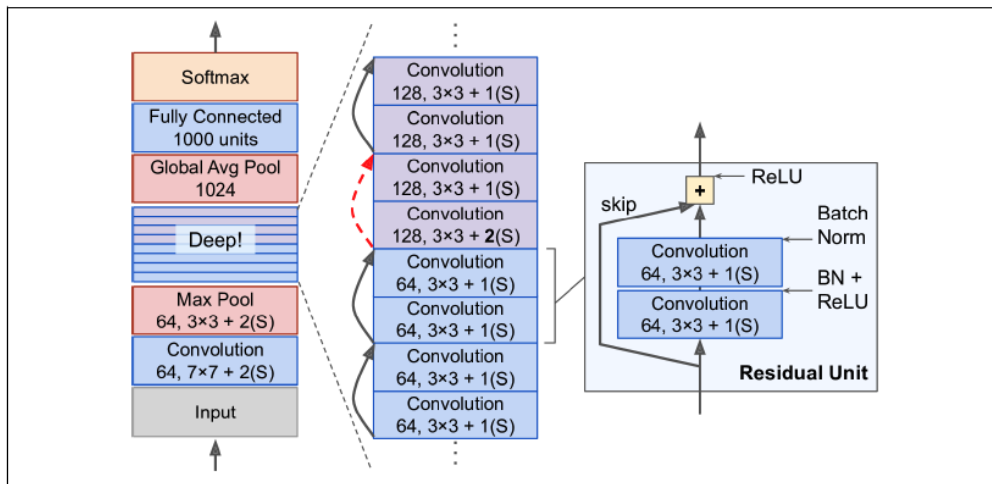 Softmax
Fully Connected
1000 units
Global Avg Pool
1024
Deep!
Max Pool
64, 3×3 + 2(S)
Convolution
64, 7×7 + 2(S)
Input
Convolution
128, 3×3 + 1(S)
Convolution
128, 3×3 + 1(S)
Convolution
128, 3×3 + 1(S)
Convolution
128, 3×3 + 2(S)
Convolution
64, 3×3 + 1(S)
Convolution
64, 3×3 + 1(S)
Convolution
64, 3×3 + 1(S)
Convolution
64, 3×3 + 1(S)
+
ReLU
skip
Batch
Norm
Convolution
64, 3×3 + 1(S)
BN +
ReLU
Convolution
64, 3×3 + 1(S)
Residual Unit